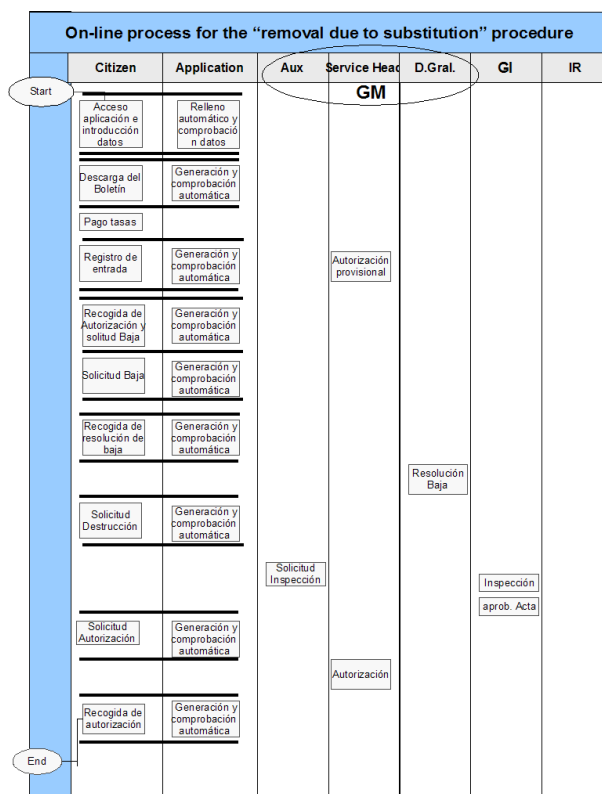 On-line process for the “removal due to substitution” procedure
Citizen
Application
Aux
Service Head
D.Gral.
GI
IR
GM
Start
Acceso
aplicación e
introducción
datos
Relleno
automático y
comprobació
n datos
Descarga del
Boletín
Generación y
comprobación
automática
Pago tasas
Registro de
entrada
Generación y
comprobación
automática
Autorización
provisional
Recogida de
Autorización y
solitud Baja
Generación y
comprobación
automática
Solicitud Baja
Generación y
comprobación
automática
Recogida de
resolución de
baja
Generación y
comprobación
automática
Resolución
Baja
Solicitud
Destrucción
Generación y
comprobación
automática
Solicitud
Inspección
Inspección
aprob. Acta
Solicitud
Autorización
Generación y
comprobación
automática
Autorización
Recogida de
autorización
Generación y
comprobación
automática
End